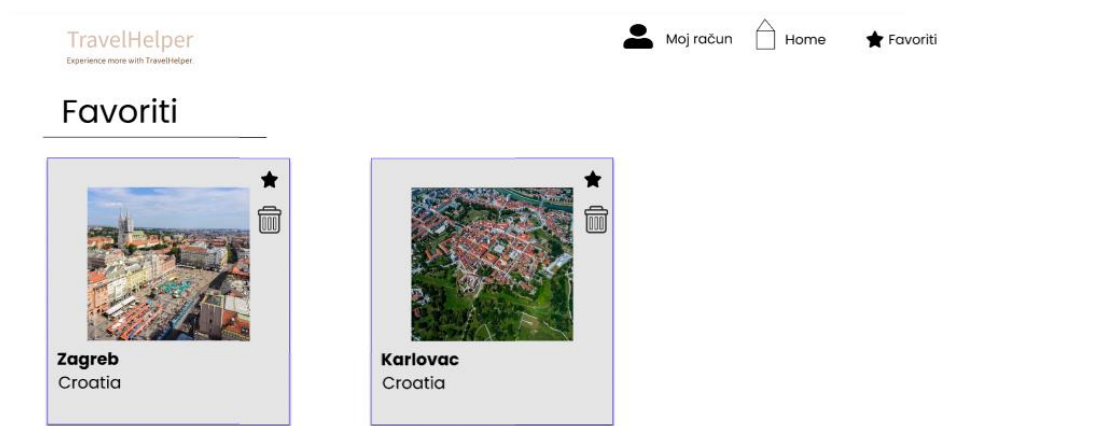 TravelHelper
Experience more with TravelHelper.
Moj račun
Home
Favoriti
Favoriti
Zagreb
Croatia
Karlovac
Croatia